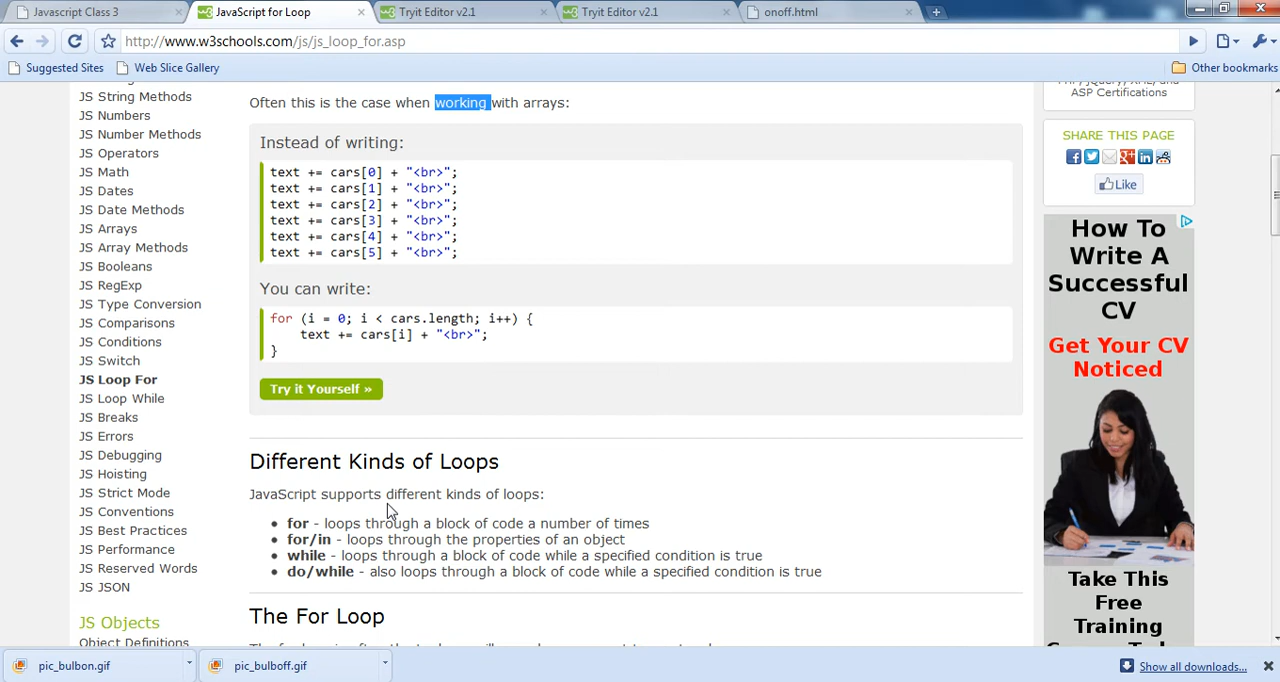 Javascript Class 3
JavaScript for Loop
Tryit Editor v2.1
Tryit Editor v2.1
onoff.html
http://www.w3schools.com/js/js_loop_for.asp
Suggested Sites
Web Slice Gallery
Other bookmarks
JS String Methods
JS Numbers
JS Number Methods
JS Operators
JS Math
JS Dates
JS Date Methods
JS Arrays
JS Array Methods
JS Booleans
JS RegExp
JS Type Conversion
JS Comparisons
JS Conditions
JS Switch
JS Loop For
JS Loop While
JS Breaks
JS Errors
JS Debugging
JS Hoisting
JS Strict Mode
JS Conventions
JS Best Practices
JS Performance
JS Reserved Words
JS JSON
JS Objects
Object Definitions
Often this is the case when working with arrays:
Instead of writing:
text += cars[0] + "<br>";
text += cars[1] + "<br>";
text += cars[2] + "<br>";
text += cars[3] + "<br>";
text += cars[4] + "<br>";
text += cars[5] + "<br>";
You can write:
for (i = 0; i < cars.length; i++) {
text += cars[i] + "<br>";
}
Try it Yourself »
Different Kinds of Loops
JavaScript supports different kinds of loops:
• for - loops through a block of code a number of times
• for/in - loops through the properties of an object
• while - loops through a block of code while a specified condition is true
• do/while - also loops through a block of code while a specified condition is true
The For Loop
ASP Certifications
SHARE THIS PAGE
Like
How To
Write A
Successful
CV
Get Your CV
Noticed
Take This
Free
Training
pic_bulbon.gif
pic_bulboff.gif
Show all downloads...